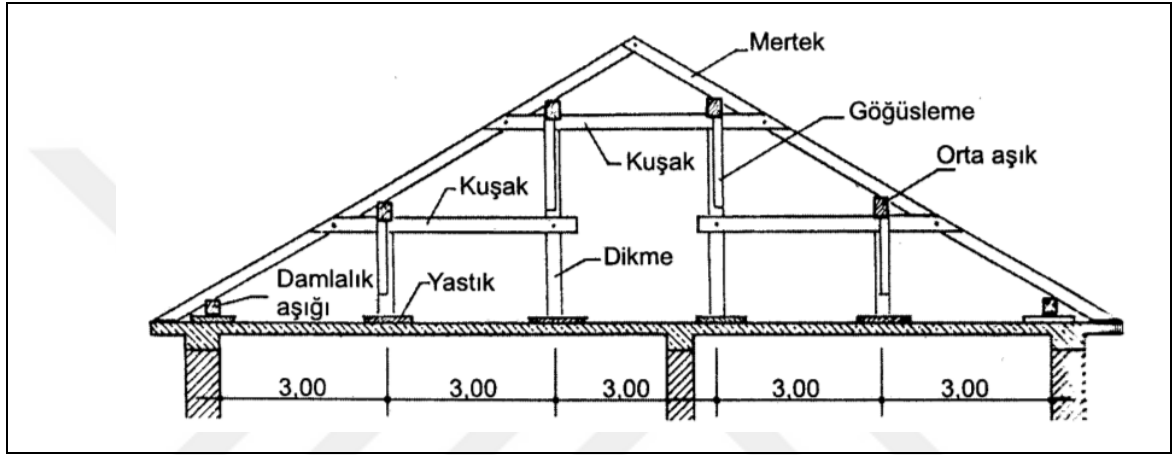 Mertek
Göğüsleme
Kuşak
Orta aşık
Kuşak
Dikme
Damlalık
aşığı
Yastık
3,00 3,00 3,00 3,00 3,00